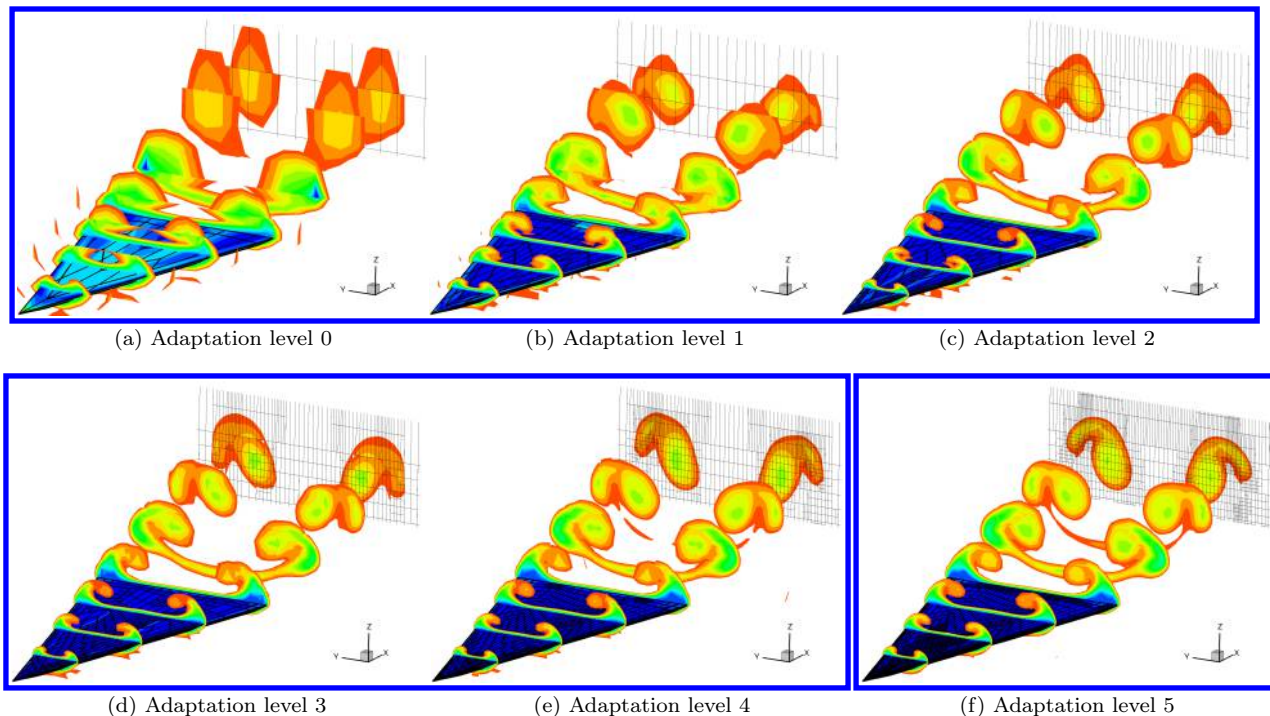 Z
Y
X
Z
Y
X
Z
Y
X
(a) Adaptation level 0
(b) Adaptation level 1
(c) Adaptation level 2
Z
Y
X
Z
Y
X
Z
Y
X
(d) Adaptation level 3
(e) Adaptation level 4
(f) Adaptation level 5